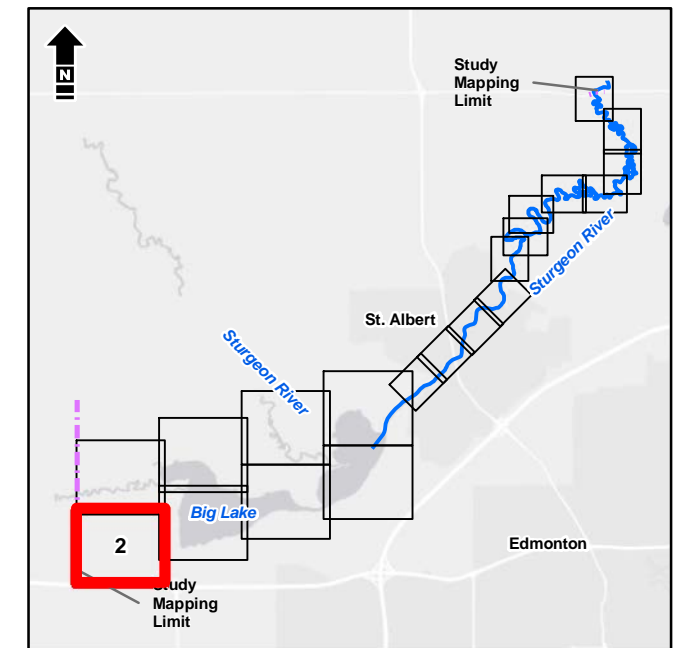 N
Study
Mapping
Limit
Sturgeon River
St. Albert
Sturgeon River
Big Lake
Edmonton
2
Study
Mapping
Limit